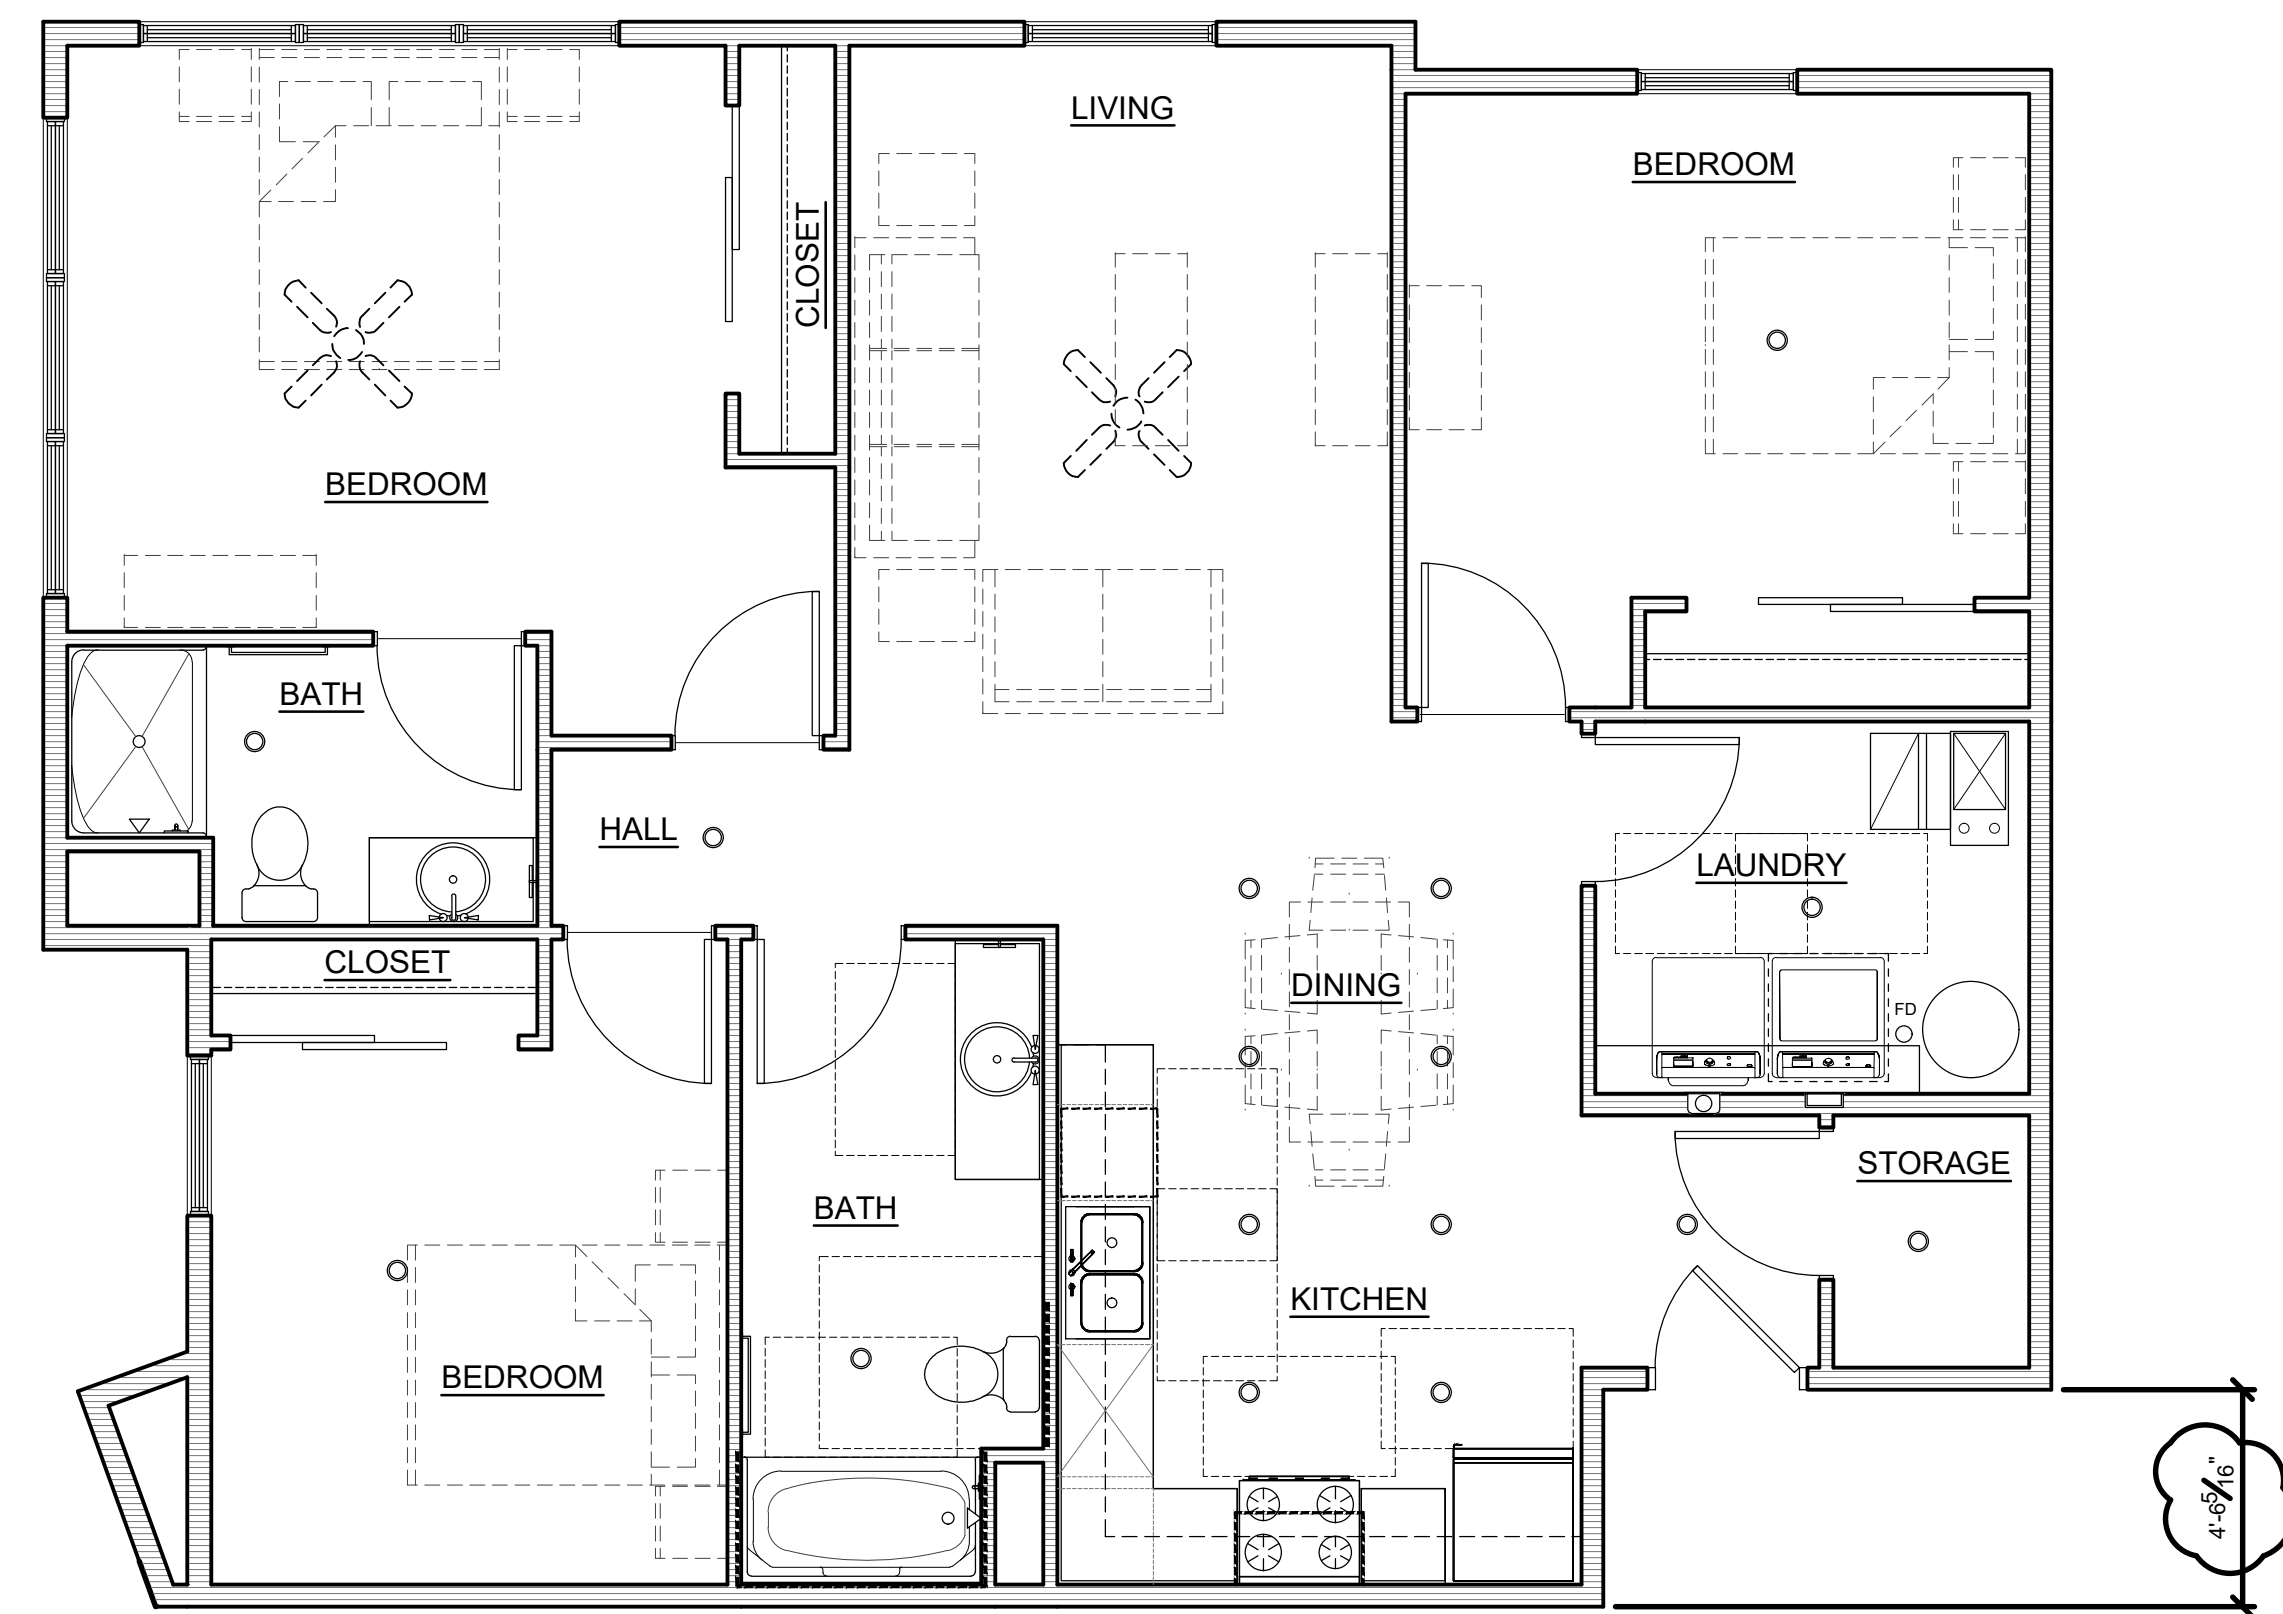 LIVING
BEDROOM
CLOSET
BEDROOM
BATH
HALL
LAUNDRY
CLOSET
DINING
FD
STORAGE
BATH
KITCHEN
BEDROOM
4'-6 5/16"